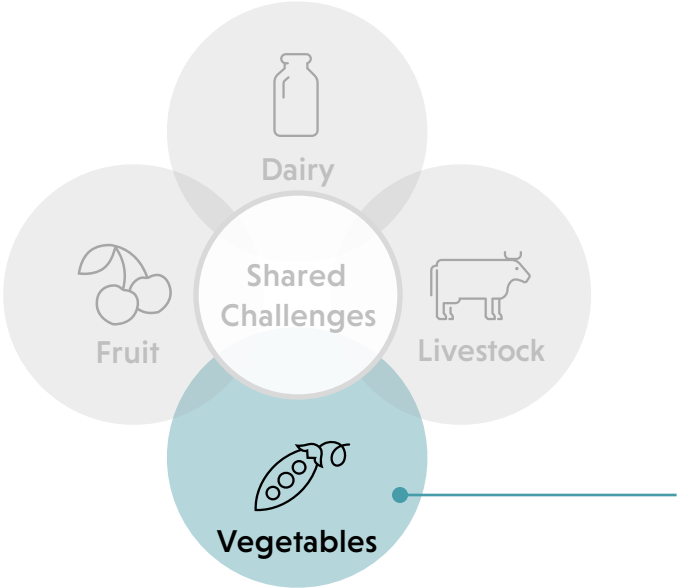 Dairy
Shared
Challenges
Fruit
Livestock
Vegetables